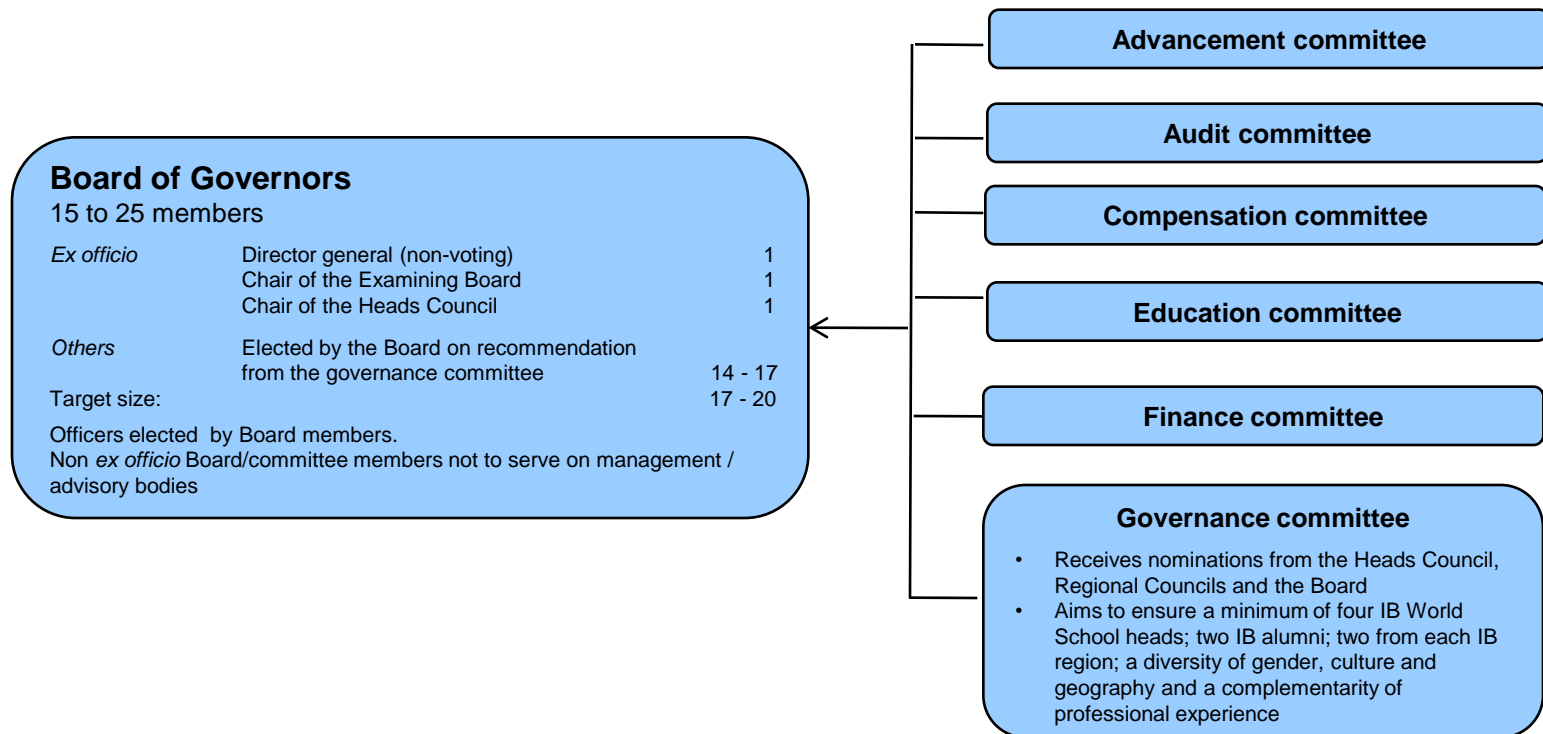 Board of Governors
15 to 25 members
Ex officio Director general (non-voting) 1
Chair of the Examining Board 1
Chair of the Heads Council 1
Others Elected by the Board on recommendation
from the governance committee 14 - 17
Target size: 17 - 20
Officers elected by Board members.
Non ex officio Board/committee members not to serve on management /
advisory bodies
Advancement committee
Audit committee
Compensation committee
Education committee
Finance committee
Governance committee
• Receives nominations from the Heads Council,
Regional Councils and the Board
• Aims to ensure a minimum of four IB World
School heads; two IB alumni; two from each IB
region; a diversity of gender, culture and
geography and a complementarity of
professional experience